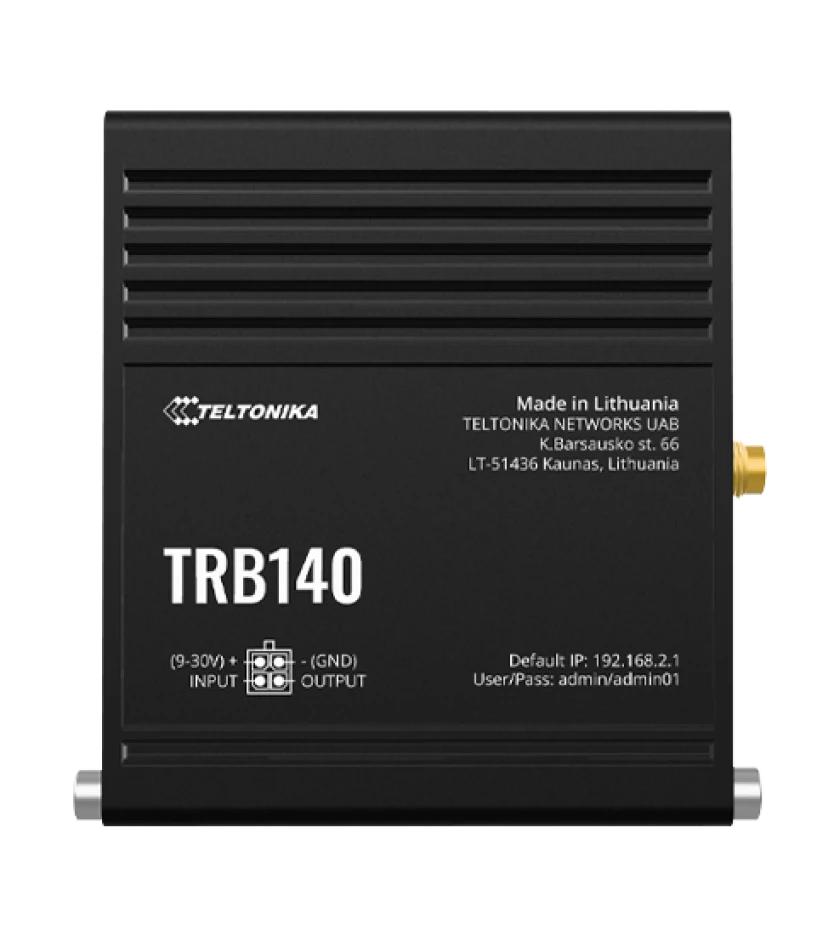 TELTONIKA
Made in Lithuania
TELTONIKA NETWORKS UAB
K.Barsausko st. 66
LT-51436 Kaunas, Lithuania
TRB140
(9-30V) + - (GND)
INPUT OUTPUT
Default IP: 192.168.2.1
User/Pass: admin/admin01